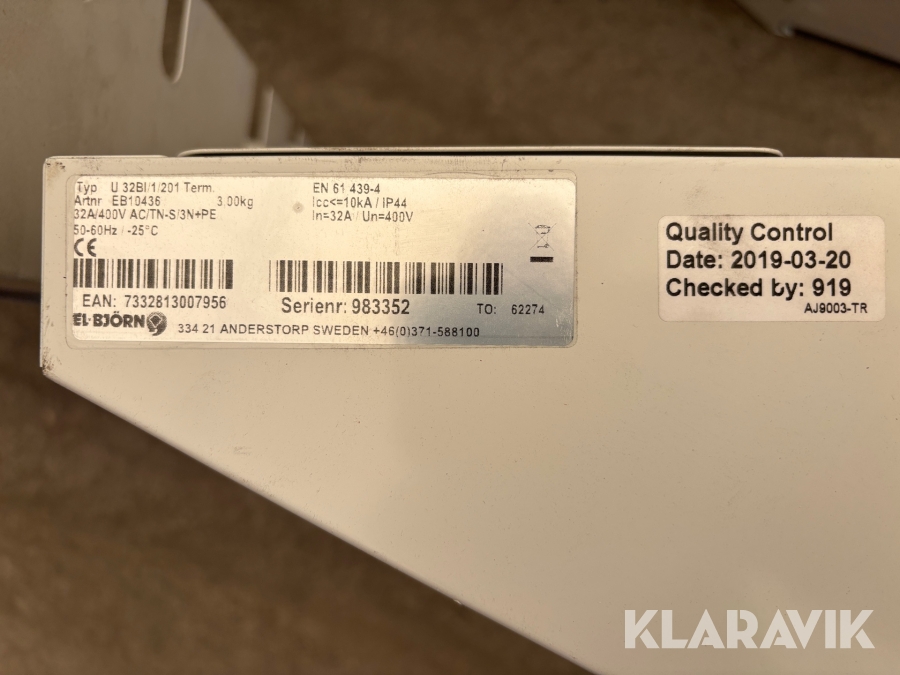 Typ U 32BI/1/201 Term.
Artnr EB10436 3.00kg
32A/400V AC/TN-S/3N+PE
50-60Hz / -25°C
EN 61 439-4
Icc<=10kA / IP44
In=32A / Un=400V
CE
EAN: 7332813007956
Serienr: 983352
TO: 62274
EL-BJÖRN
334 21 ANDERSTORP SWEDEN +46(0)371-588100
Quality Control
Date: 2019-03-20
Checked by: 919
AJ9003-TR
KLARAVIK